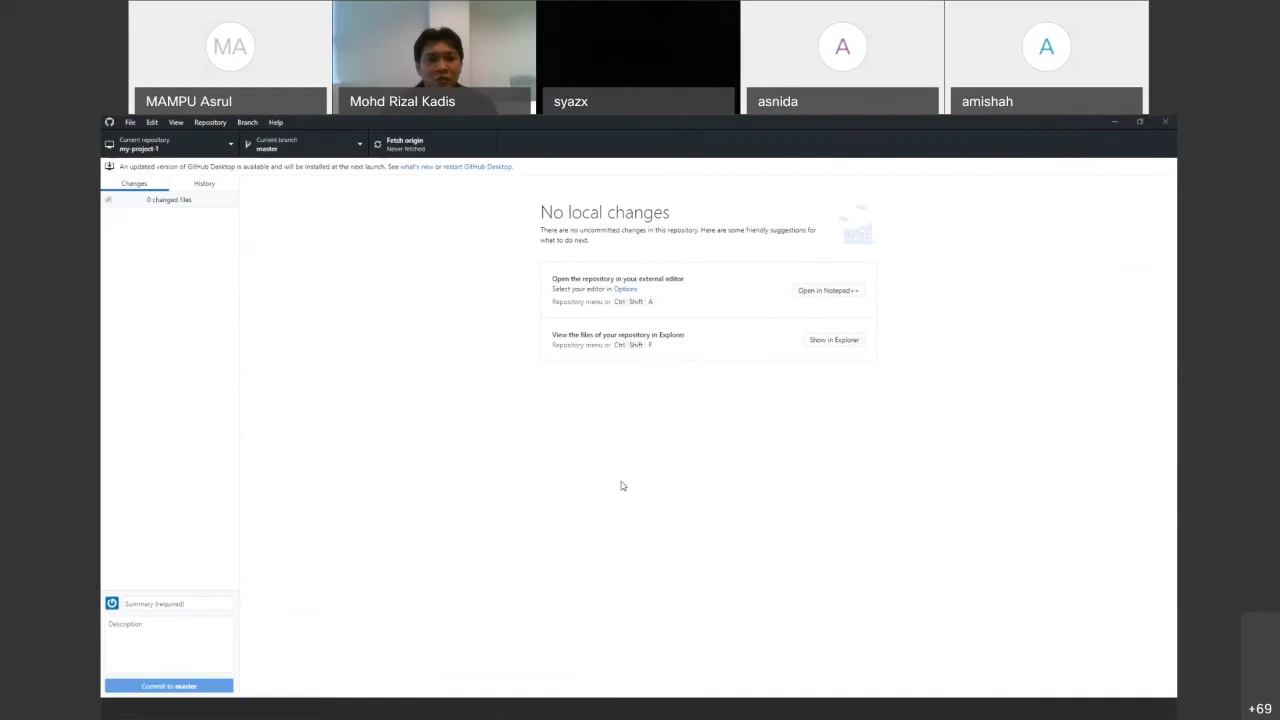 MA
A
A
MAMPU Asrul
Mohd Rizal Kadis
syazx
asnida
amishah
File Edit View Repository Branch Help
Current repository
my-project-1
Current branch
master
Fetch origin
Never fetched
An updated version of GitHub Desktop is available and will be installed at the next launch. See what's new or restart GitHub Desktop.
Changes
History
0 changed files
No local changes
There are no uncommitted changes in this repository. Here are some friendly suggestions for
what to do next.
Open the repository in your external editor
Select your editor in Options
Repository menu or Ctrl Shift A
Open in Notepad++
View the files of your repository in Explorer
Repository menu or Ctrl Shift F
Show in Explorer
Summary (required)
Description
Commit to master
+69